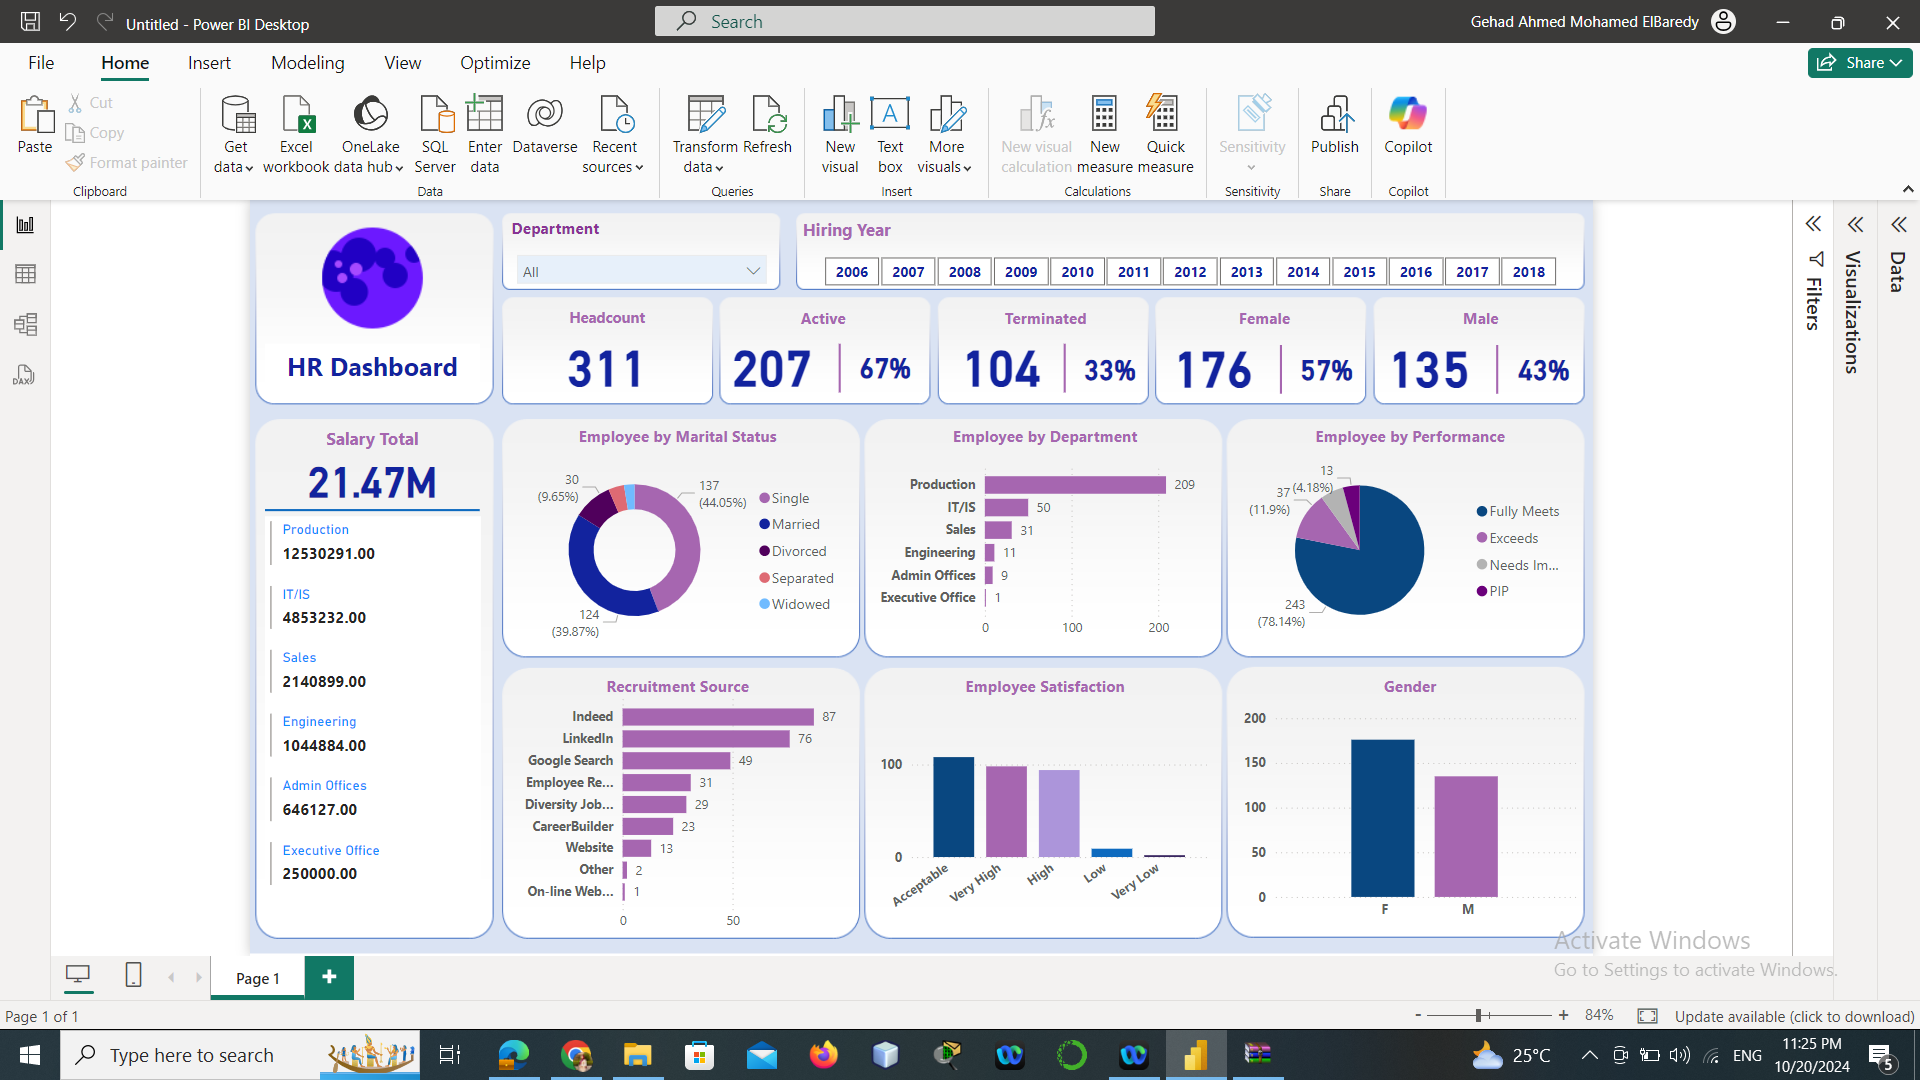 Untitled - Power BI Desktop
Search
Gehad Ahmed Mohamed ElBaredy
File
Home
Insert
Modeling
View
Optimize
Help
Share
Paste
Cut
Copy
Format painter
Clipboard
Get data
Excel workbook
OneLake data hub
SQL Server
Enter data
Dataverse
Recent sources
Data
Transform data
Refresh
Queries
New visual
Text box
More visuals
Insert
New visual calculation
New measure
Quick measure
Calculations
Sensitivity
Sensitivity
Publish
Share
Copilot
Copilot
HR Dashboard
Department
All
Hiring Year
2006 2007 2008 2009 2010 2011 2012 2013 2014 2015 2016 2017 2018
Headcount
311
Active
207 67%
Terminated
104 33%
Female
176 57%
Male
135 43%
Salary Total
21.47M
Production
12530291.00
IT/IS
4853232.00
Sales
2140899.00
Engineering
1044884.00
Admin Offices
646127.00
Executive Office
250000.00
Employee by Marital Status
30
(9.65%)
137
(44.05%)
124
(39.87%)
Single
Married
Divorced
Separated
Widowed
Employee by Department
Production 209
IT/IS 50
Sales 31
Engineering 11
Admin Offices 9
Executive Office 1
0 100 200
Employee by Performance
13
(4.18%)
37
(11.9%)
243
(78.14%)
Fully Meets
Exceeds
Needs Im...
PIP
Recruitment Source
Indeed 87
LinkedIn 76
Google Search 49
Employee Re... 31
Diversity Job... 29
CareerBuilder 23
Website 13
Other 2
On-line Web... 1
0 50
Employee Satisfaction
100
0
Acceptable
Very High
High
Low
Very Low
Gender
200
150
100
50
0
F M
Filters
Visualizations
Data
DAX
Activate Windows
Go to Settings to activate Windows.
Page 1
+
Page 1 of 1
- + 84%
Update available (click to download)
Type here to search
25°C
ENG
11:25 PM
10/20/2024
5